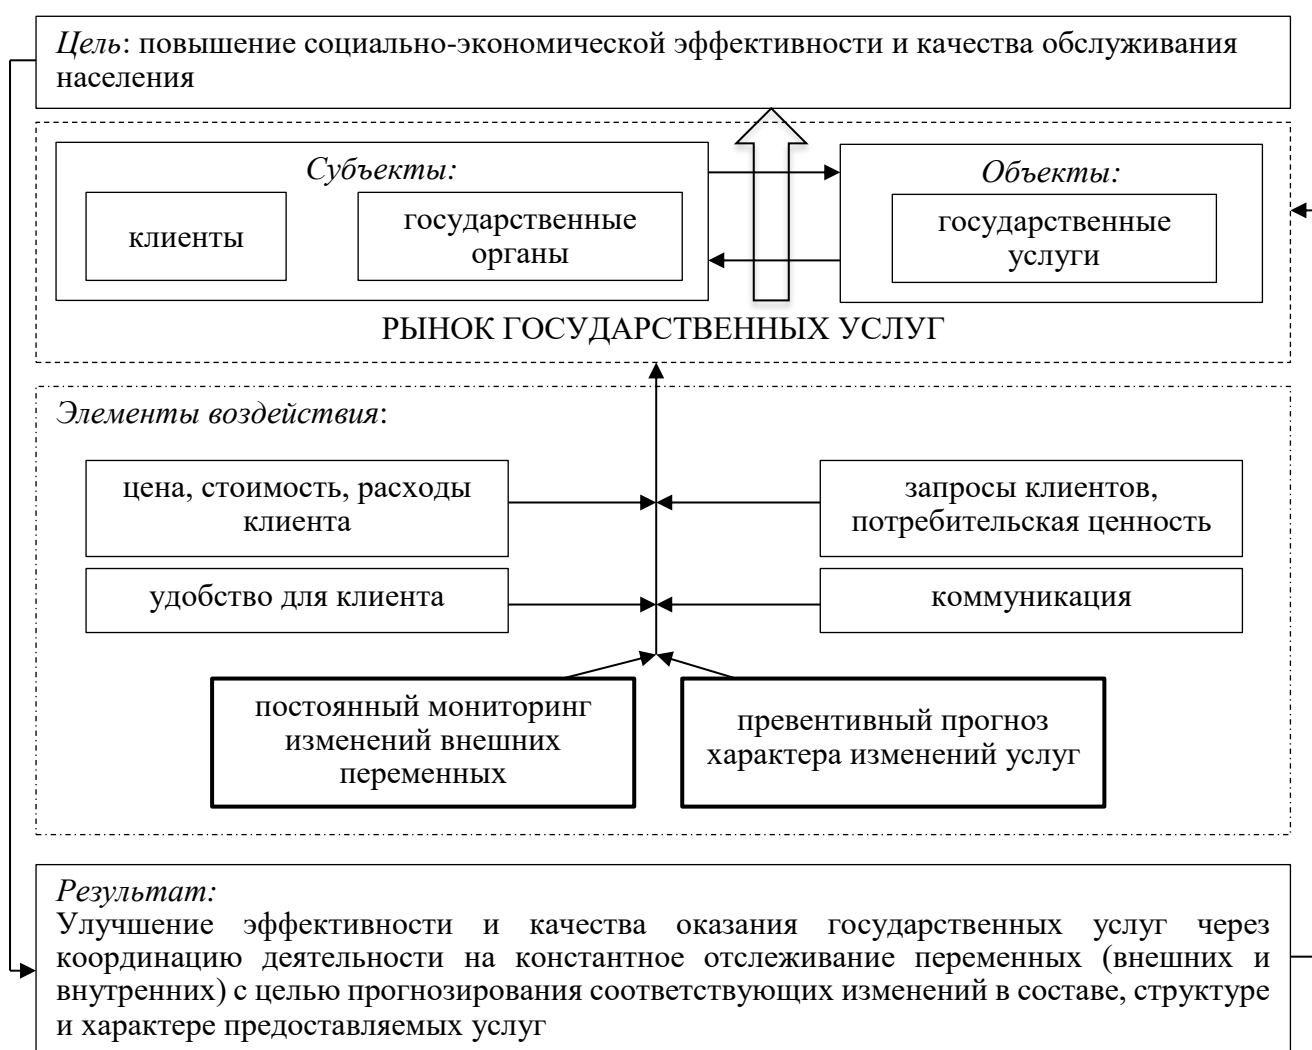 Цель: повышение социально-экономической эффективности и качества обслуживания
населения
Субъекты:
клиенты
государственные
органы
Объекты:
государственные
услуги
РЫНОК ГОСУДАРСТВЕННЫХ УСЛУГ
Элементы воздействия:
цена, стоимость, расходы
клиента
запросы клиентов,
потребительская ценность
удобство для клиента
коммуникация
постоянный мониторинг
изменений внешних
переменных
превентивный прогноз
характера изменений услуг
Результат:
Улучшение эффективности и качества оказания государственных услуг через
координацию деятельности на константное отслеживание переменных (внешних и
внутренних) с целью прогнозирования соответствующих изменений в составе, структуре
и характере предоставляемых услуг